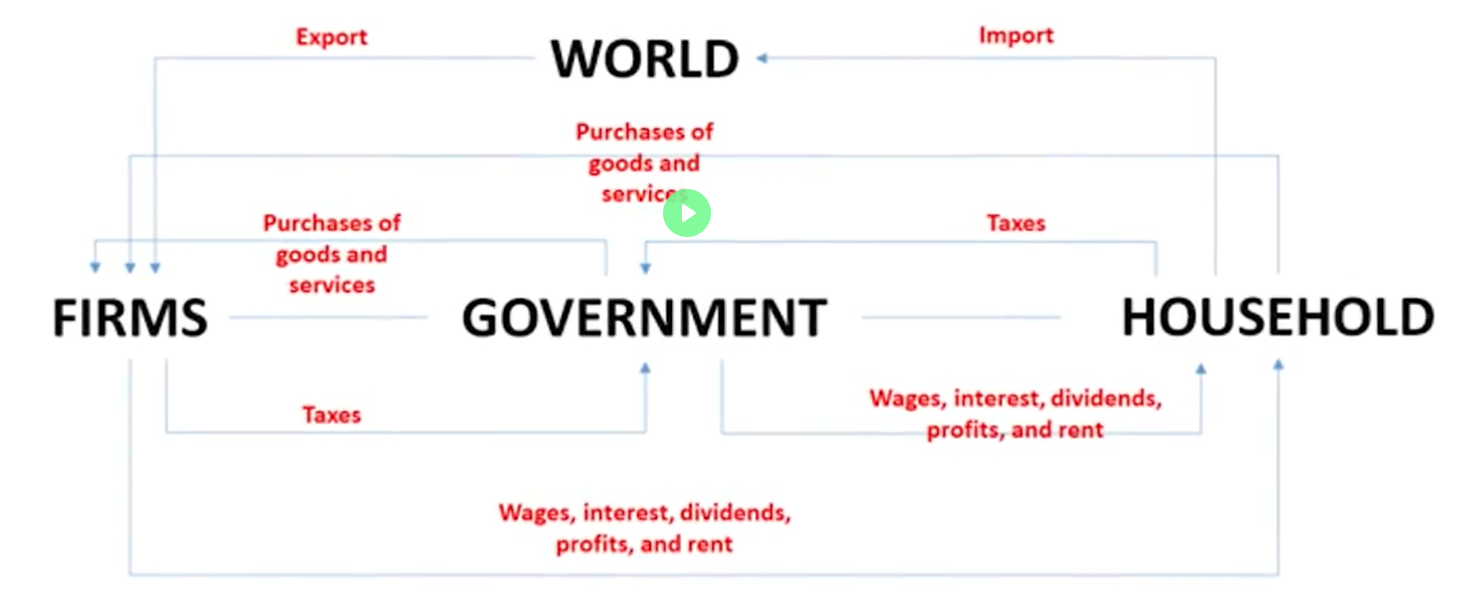 Export
WORLD
Import
Purchases of
goods and
services
Purchases of
goods and
services
Taxes
FIRMS
GOVERNMENT
HOUSEHOLD
Taxes
Wages, interest, dividends,
profits, and rent
Wages, interest, dividends,
profits, and rent